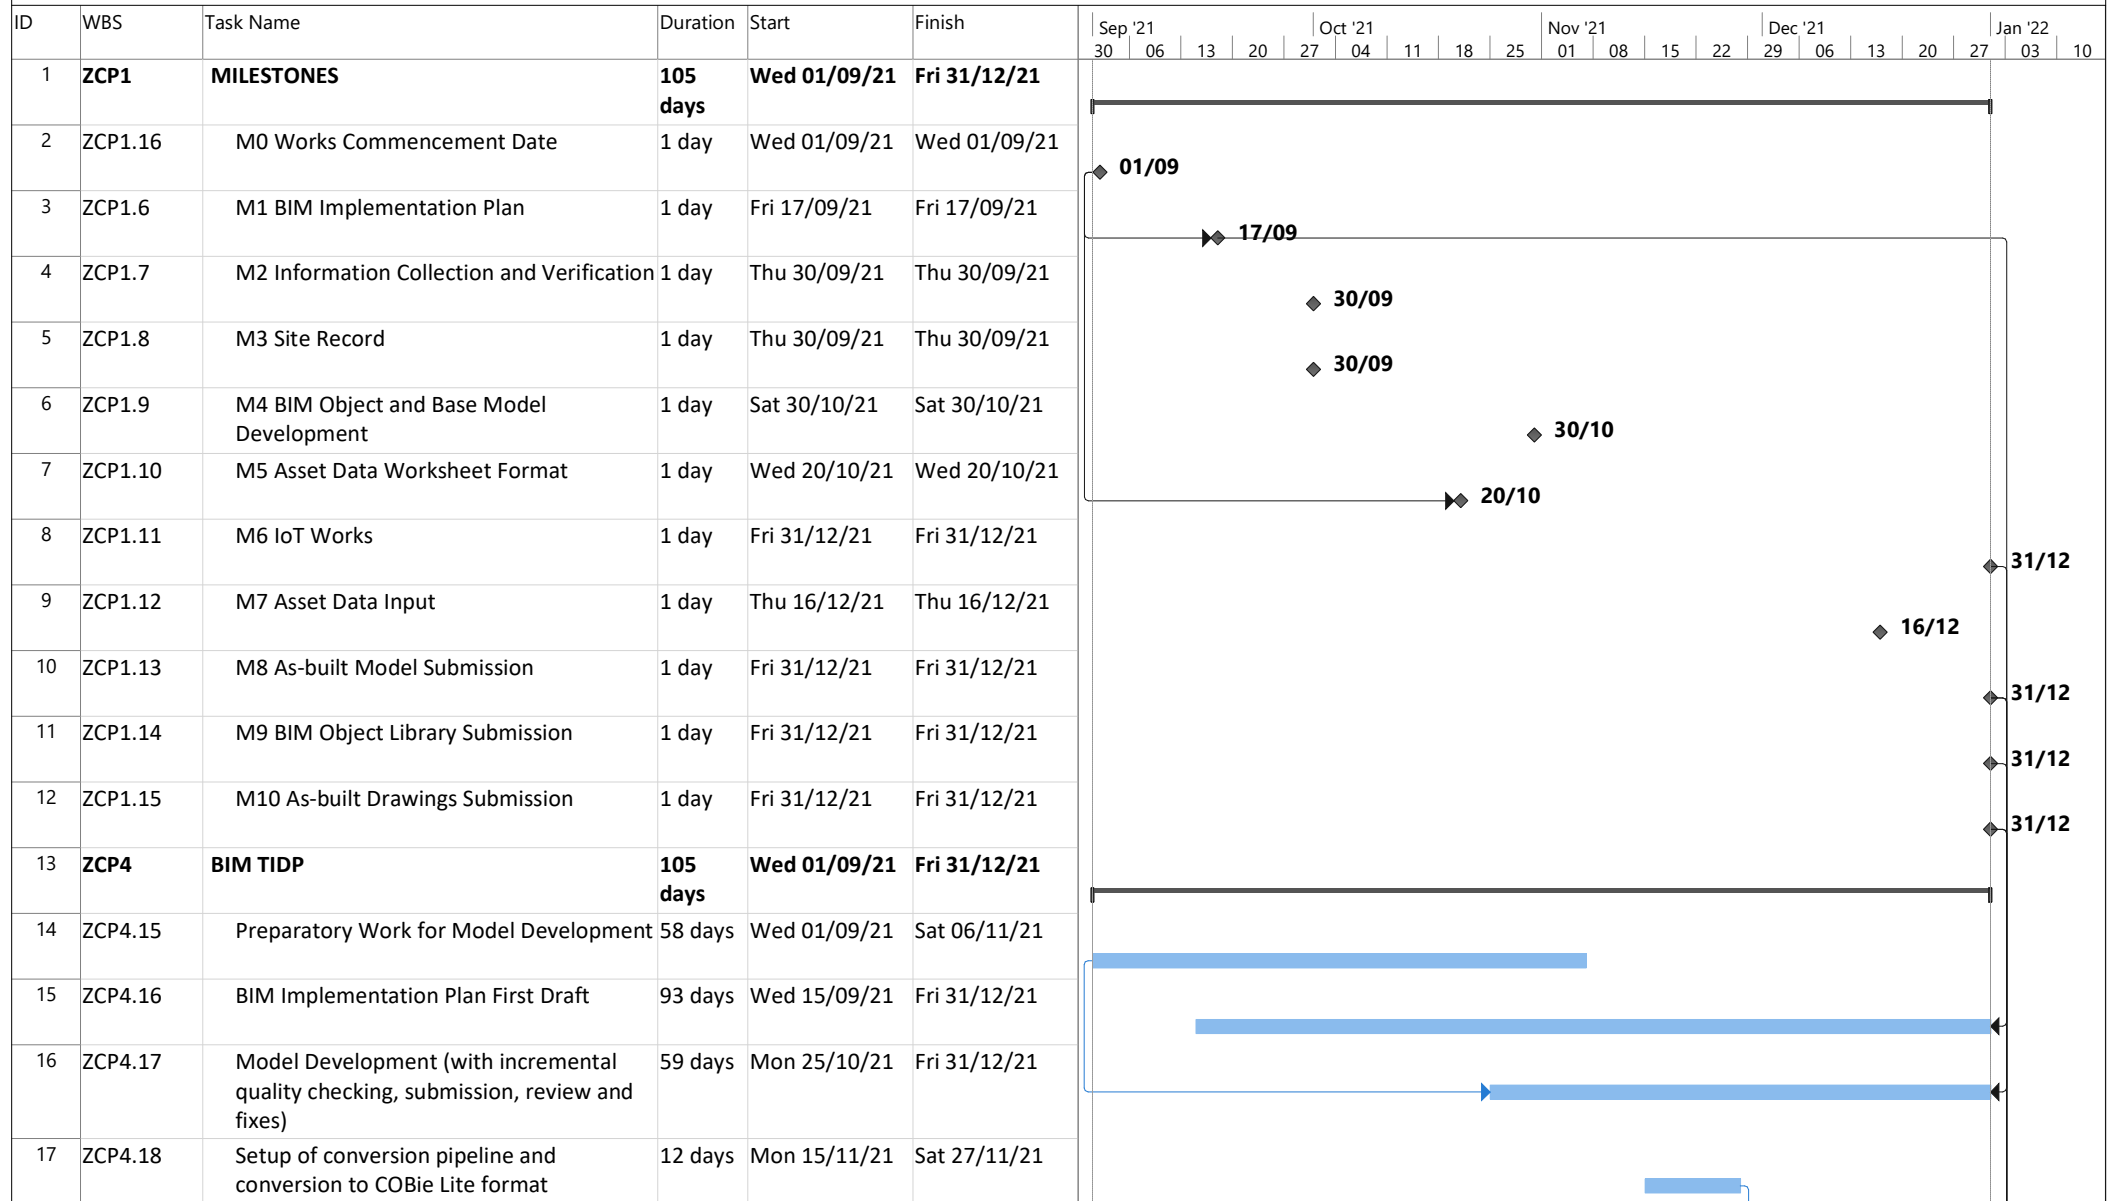 ID WBS Task Name Duration Start Finish Sep '21 Oct '21 Nov '21 Dec '21 Jan '22
30 06 13 20 27 04 11 18 25 01 08 15 22 29 06 13 20 27 03 10
1 ZCP1 MILESTONES 105 Wed 01/09/21 Fri 31/12/21
days
2 ZCP1.16 M0 Works Commencement Date 1 day Wed 01/09/21 Wed 01/09/21
01/09
3 ZCP1.6 M1 BIM Implementation Plan 1 day Fri 17/09/21 Fri 17/09/21
17/09
4 ZCP1.7 M2 Information Collection and Verification 1 day Thu 30/09/21 Thu 30/09/21
30/09
5 ZCP1.8 M3 Site Record 1 day Thu 30/09/21 Thu 30/09/21
30/09
6 ZCP1.9 M4 BIM Object and Base Model 1 day Sat 30/10/21 Sat 30/10/21
Development 30/10
7 ZCP1.10 M5 Asset Data Worksheet Format 1 day Wed 20/10/21 Wed 20/10/21
20/10
8 ZCP1.11 M6 IoT Works 1 day Fri 31/12/21 Fri 31/12/21
31/12
9 ZCP1.12 M7 Asset Data Input 1 day Thu 16/12/21 Thu 16/12/21
16/12
10 ZCP1.13 M8 As-built Model Submission 1 day Fri 31/12/21 Fri 31/12/21
31/12
11 ZCP1.14 M9 BIM Object Library Submission 1 day Fri 31/12/21 Fri 31/12/21
31/12
12 ZCP1.15 M10 As-built Drawings Submission 1 day Fri 31/12/21 Fri 31/12/21
31/12
13 ZCP4 BIM TIDP 105 Wed 01/09/21 Fri 31/12/21
days
14 ZCP4.15 Preparatory Work for Model Development 58 days Wed 01/09/21 Sat 06/11/21
15 ZCP4.16 BIM Implementation Plan First Draft 93 days Wed 15/09/21 Fri 31/12/21
16 ZCP4.17 Model Development (with incremental 59 days Mon 25/10/21 Fri 31/12/21
quality checking, submission, review and
fixes)
17 ZCP4.18 Setup of conversion pipeline and 12 days Mon 15/11/21 Sat 27/11/21
conversion to COBie Lite format